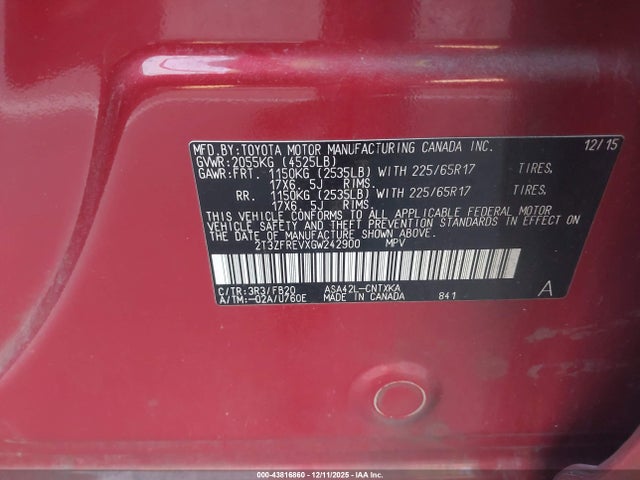 MFD.BY:TOYOTA MOTOR MANUFACTURING CANADA INC. 12/15
GVWR:2055KG (4525LB)
GAWR:FRT. 1150KG (2535LB) WITH 225/65R17 TIRES,
17X6. 5J RIMS.
RR. 1150KG (2535LB) WITH 225/65R17 TIRES,
17X6. 5J RIMS.
THIS VEHICLE CONFORMS TO ALL APPLICABLE FEDERAL MOTOR
VEHICLE SAFETY AND THEFT PREVENTION STANDARDS IN EFFECT ON
THE DATE OF MANUFACTURE SHOWN ABOVE.
2T3ZFREVXGW242900 MPV
C/TR:3R3/FB20 ASA42L-CNTXKA
A/TM:-02A/U760E MADE IN CANADA 841 A
000-43816860 - 12/11/2025 - IAAI - COPART